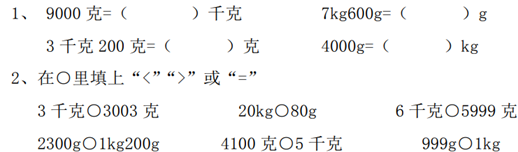 1、 9000 克=（ ）千克 7kg600g=（ ）g
3 千克 200 克=（ ）克 4000g=（ ）kg
2、在○里填上“<”“>”或“=”
3 千克○3003 克 20kg○80g 6 千克○5999 克
2300g○1kg200g 4100 克○5 千克 999g○1kg